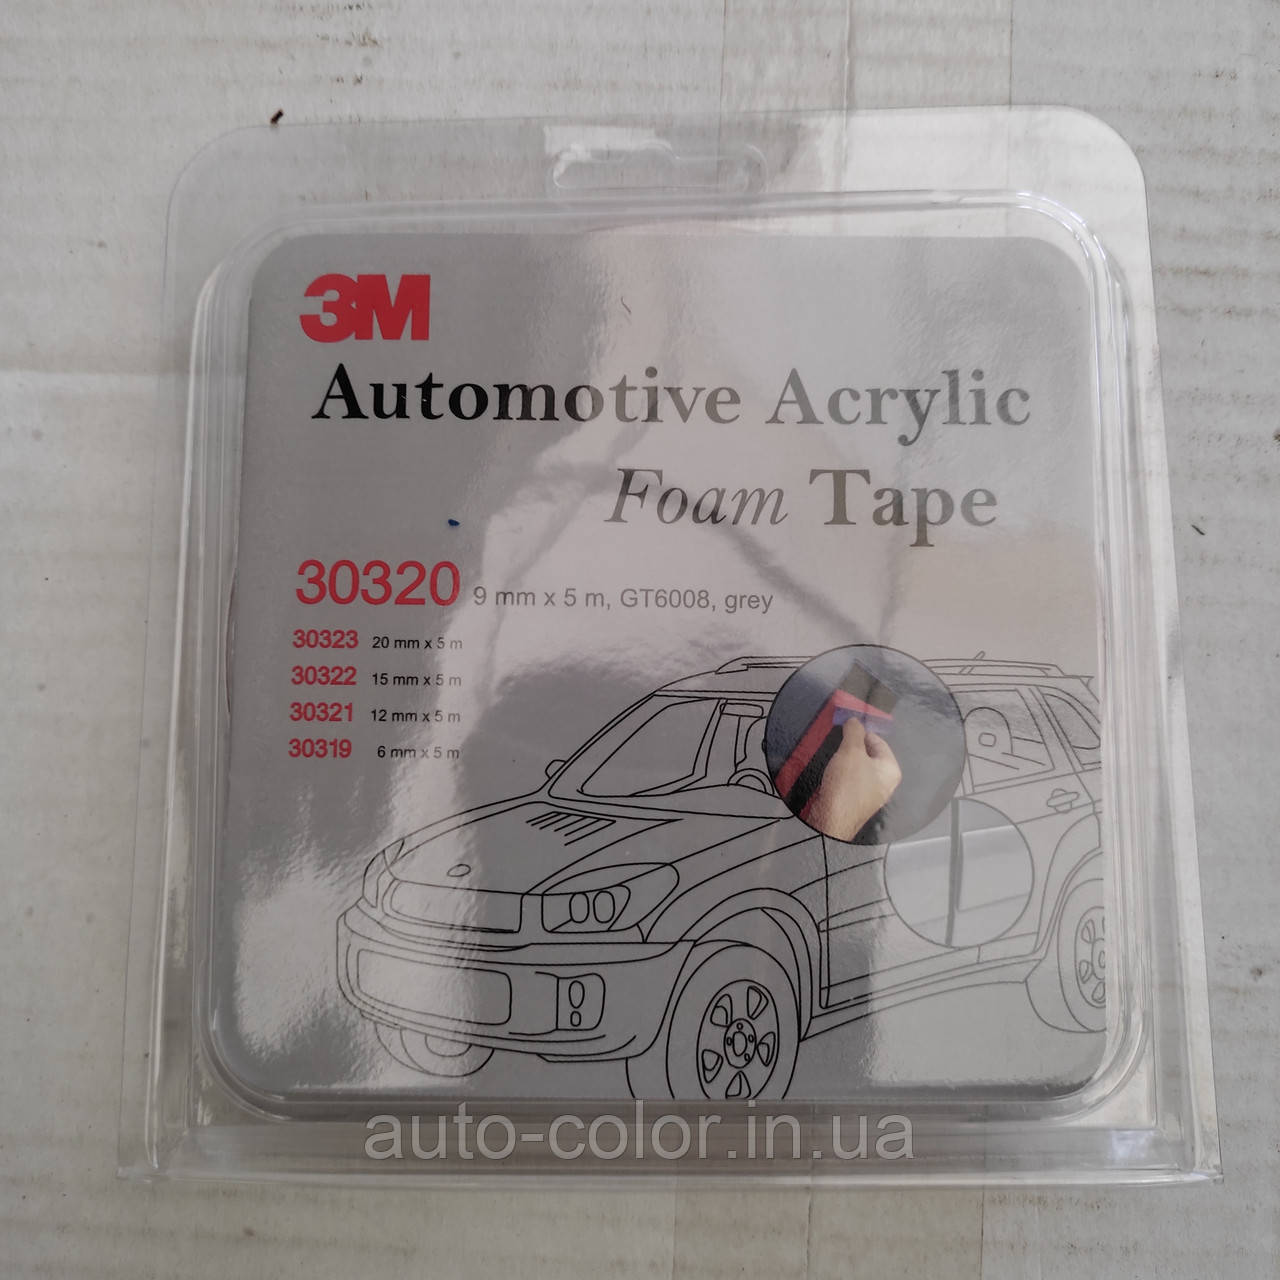 3M
Automotive Acrylic
Foam Tape
30320 9 mm x 5 m, GT6008, grey
30323 20 mm x 5 m
30322 15 mm x 5 m
30321 12 mm x 5 m
30319 6 mm x 5 m
auto-color.in.ua